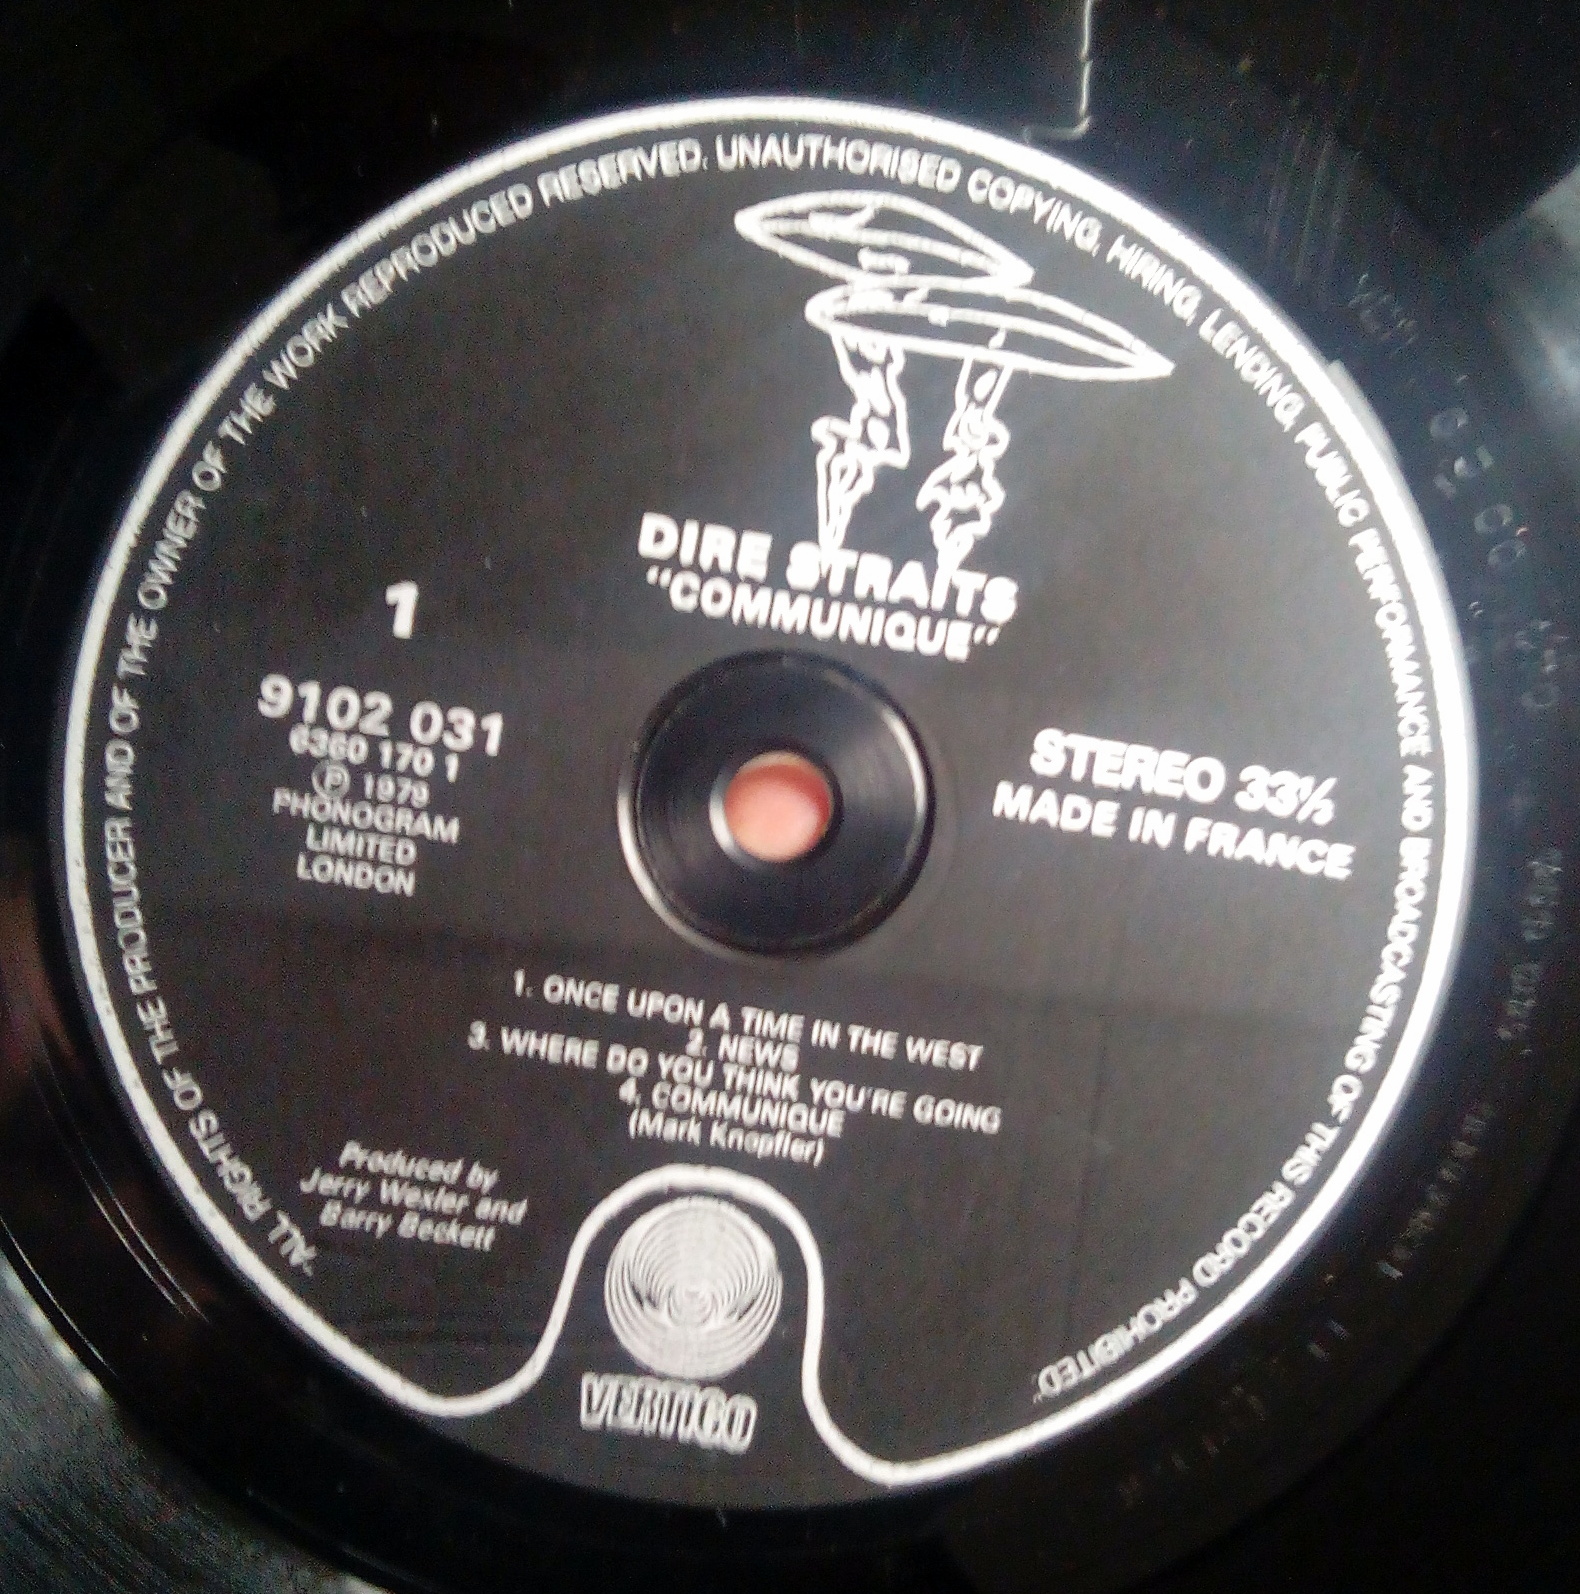 "ALL RIGHTS OF THE PRODUCER AND OF THE OWNER OF THE WORK REPRODUCED RESERVED. UNAUTHORISED COPYING, HIRING, LENDING, PUBLIC PERFORMANCE AND BROADCASTING OF THIS RECORD PROHIBITED"
DIRE STRAITS
"COMMUNIQUE"
1
9102 031
6360 170 1
Ⓟ 1979
PHONOGRAM
LIMITED
LONDON
STEREO 33⅓
MADE IN FRANCE
1. ONCE UPON A TIME IN THE WEST
2. NEWS
3. WHERE DO YOU THINK YOU'RE GOING
4. COMMUNIQUE
(Mark Knopfler)
Produced by
Jerry Wexler and
Barry Beckett
VERTIGO